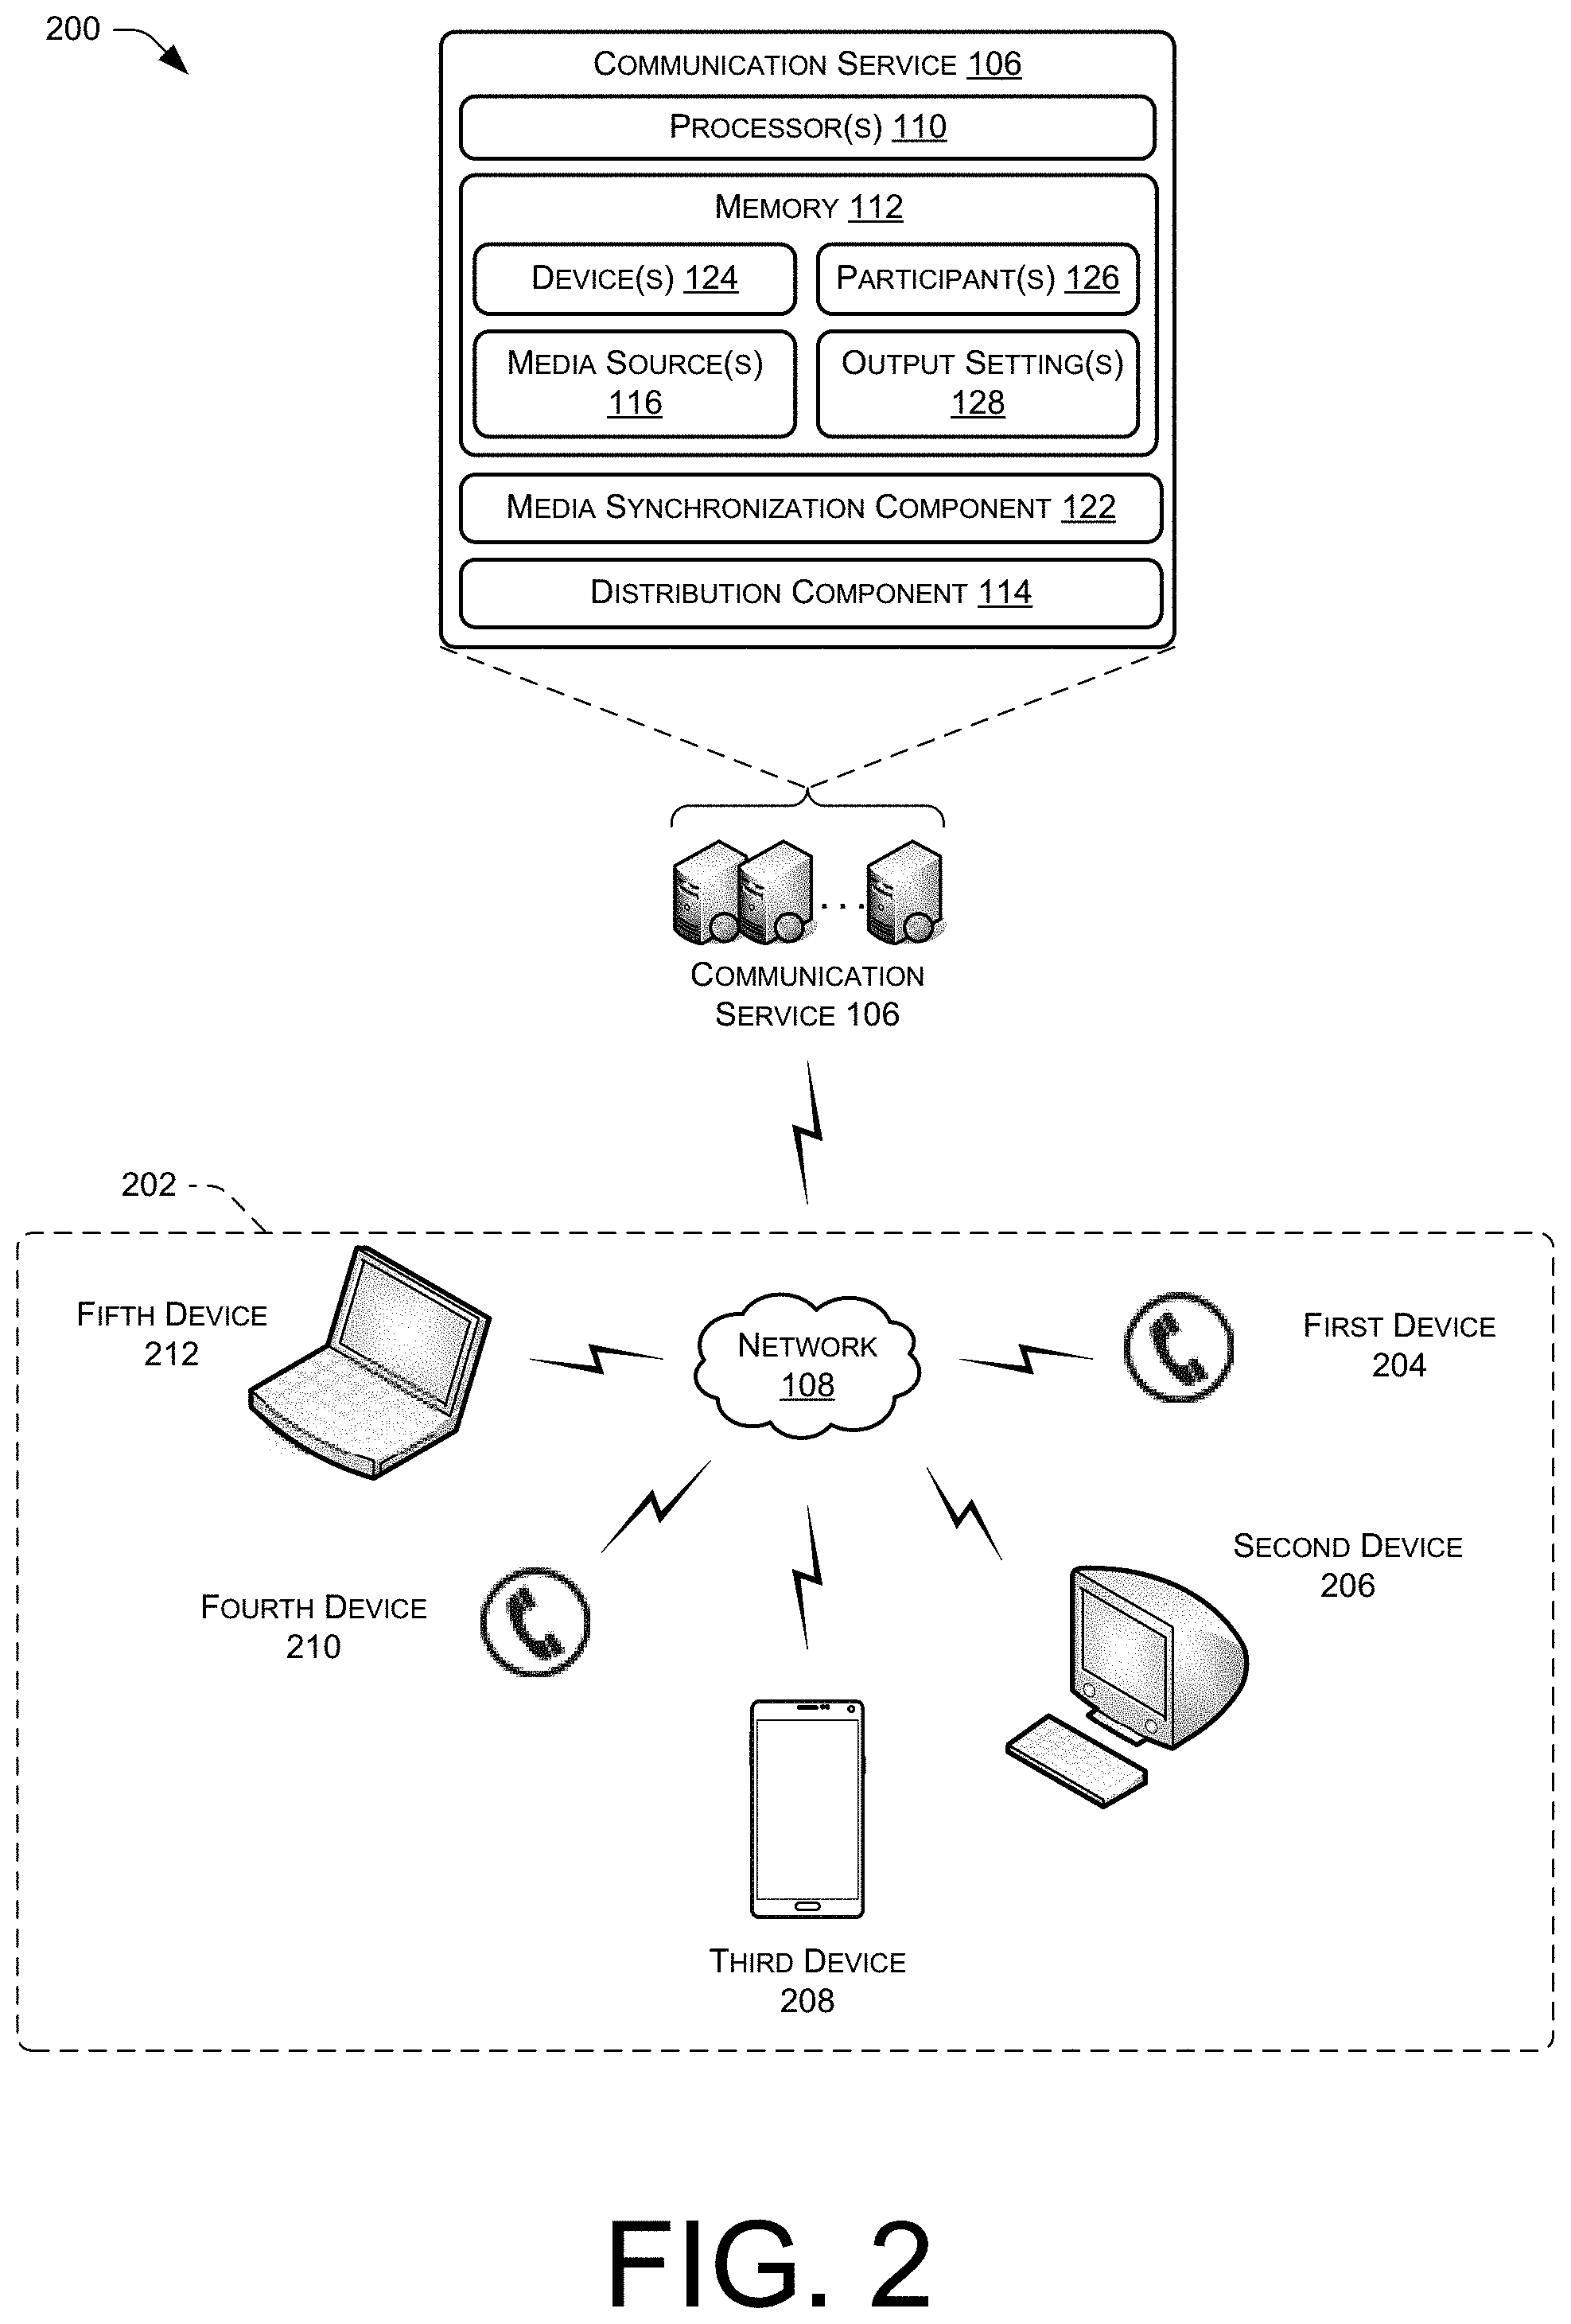 200
COMMUNICATION SERVICE 106
PROCESSOR(S) 110
MEMORY 112
DEVICE(S) 124
PARTICIPANT(S) 126
MEDIA SOURCE(S)
116
OUTPUT SETTING(S)
128
MEDIA SYNCHRONIZATION COMPONENT 122
DISTRIBUTION COMPONENT 114
...
COMMUNICATION
SERVICE 106
202
FIFTH DEVICE
212
NETWORK
108
FIRST DEVICE
204
SECOND DEVICE
206
FOURTH DEVICE
210
THIRD DEVICE
208
FIG. 2